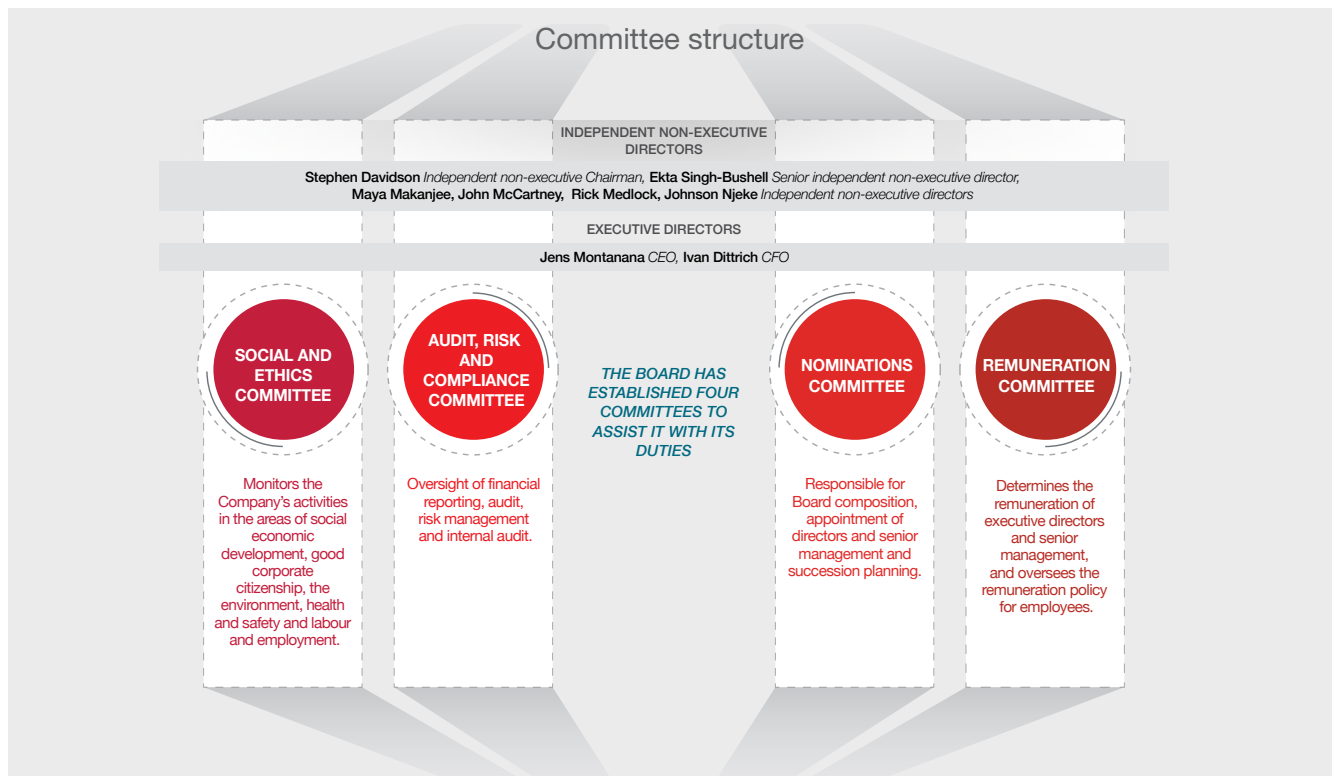 Committee structure
INDEPENDENT NON-EXECUTIVE
DIRECTORS
Stephen Davidson Independent non-executive Chairman, Ekta Singh-Bushell Senior independent non-executive director,
Maya Makanjee, John McCartney, Rick Medlock, Johnson Njeke Independent non-executive directors
EXECUTIVE DIRECTORS
Jens Montanana CEO, Ivan Dittrich CFO
SOCIAL AND
ETHICS
COMMITTEE
Monitors the
Company’s activities
in the areas of social
economic
development, good
corporate
citizenship, the
environment, health
and safety and labour
and employment.
AUDIT, RISK
AND
COMPLIANCE
COMMITTEE
Oversight of financial
reporting, audit,
risk management
and internal audit.
THE BOARD HAS
ESTABLISHED FOUR
COMMITTEES TO
ASSIST IT WITH ITS
DUTIES
NOMINATIONS
COMMITTEE
Responsible for
Board composition,
appointment of
directors and senior
management and
succession planning.
REMUNERATION
COMMITTEE
Determines the
remuneration of
executive directors
and senior
management,
and oversees the
remuneration policy
for employees.